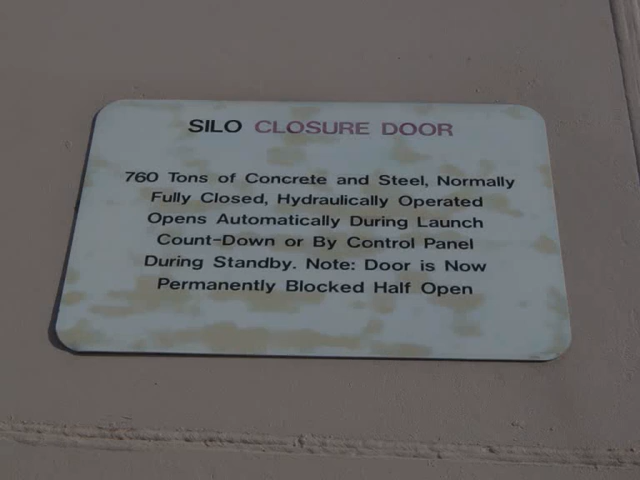 SILO CLOSURE DOOR
760 Tons of Concrete and Steel, Normally
Fully Closed, Hydraulically Operated
Opens Automatically During Launch
Count-Down or By Control Panel
During Standby. Note: Door is Now
Permanently Blocked Half Open